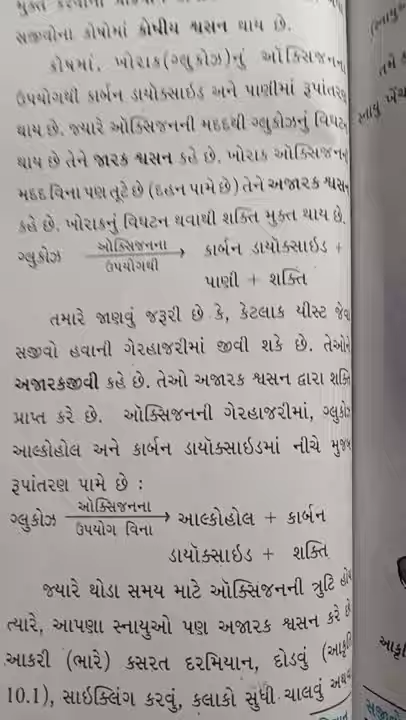 સજીવોના કોષોમાં કોષીય શ્વસન થાય છે.
કોષમાં, ખોરાક(ગ્લુકોઝ)નું ઑક્સિજનના
ઉપયોગથી કાર્બન ડાયોક્સાઇડ અને પાણીમાં રૂપાંતરણ
થાય છે. જ્યારે ઑક્સિજનની મદદથી ગ્લુકોઝનું વિઘટન
થાય છે તેને જારક શ્વસન કહે છે. ખોરાક ઑક્સિજનની
મદદ વિના પણ તૂટે છે (દહન પામે છે) તેને અજારક શ્વસન
કહે છે. ખોરાકનું વિઘટન થવાથી શક્તિ મુક્ત થાય છે.
ગ્લુકોઝ ઑક્સિજનના ઉપયોગથી → કાર્બન ડાયોક્સાઇડ +
પાણી + શક્તિ
તમારે જાણવું જરૂરી છે કે, કેટલાક યીસ્ટ જેવા
સજીવો હવાની ગેરહાજરીમાં જીવી શકે છે. તેઓને
અજારકજીવી કહે છે. તેઓ અજારક શ્વસન દ્વારા શક્તિ
પ્રાપ્ત કરે છે. ઑક્સિજનની ગેરહાજરીમાં, ગ્લુકોઝ
આલ્કોહોલ અને કાર્બન ડાયૉક્સાઇડમાં નીચે મુજબ
રૂપાંતરણ પામે છે :
ગ્લુકોઝ ઑક્સિજનના ઉપયોગ વિના → આલ્કોહોલ + કાર્બન
ડાયૉક્સાઇડ + શક્તિ
જ્યારે થોડા સમય માટે ઑક્સિજનની ત્રુટિ હોય
ત્યારે, આપણા સ્નાયુઓ પણ અજારક શ્વસન કરે છે
આકરી (ભારે) કસરત દરમિયાન, દોડવું (આકૃતિ
10.1), સાઇક્લિંગ કરવું, કલાકો સુધી ચાલવું અથવા